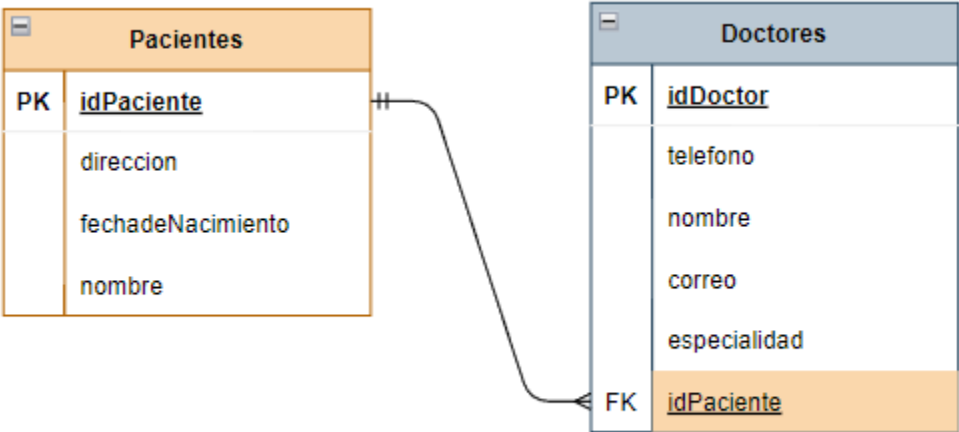 Pacientes
PK idPaciente
direccion
fechadeNacimiento
nombre
Doctores
PK idDoctor
telefono
nombre
correo
especialidad
FK idPaciente